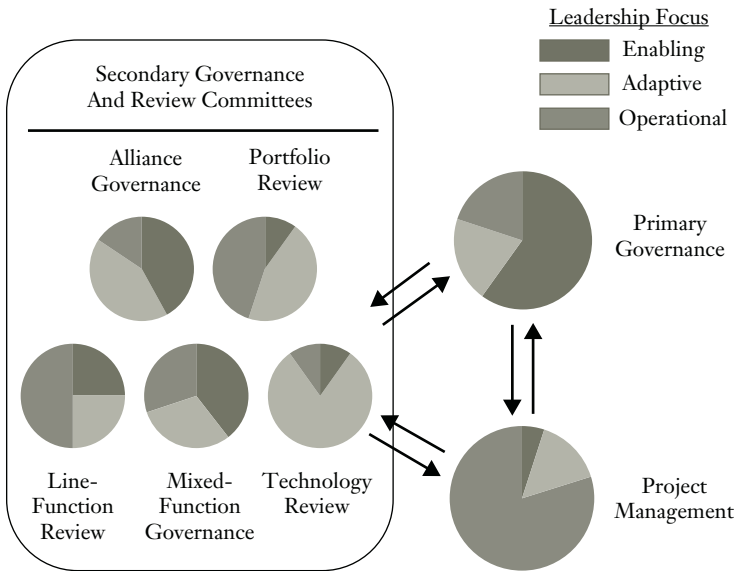 Leadership Focus
Enabling
Adaptive
Operational
Secondary Governance
And Review Committees
Alliance
Governance
Portfolio
Review
Primary
Governance
Line-
Function
Review
Mixed-
Function
Governance
Technology
Review
Project
Management